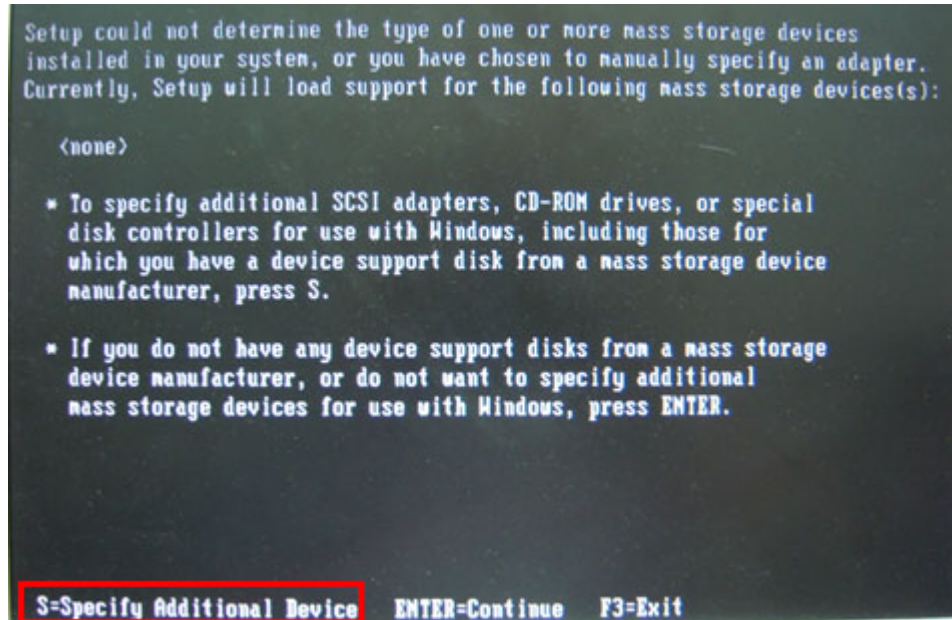 Setup could not determine the type of one or more mass storage devices
installed in your system, or you have chosen to manually specify an adapter.
Currently, Setup will load support for the following mass storage devices(s):
<none>
* To specify additional SCSI adapters, CD-ROM drives, or special
disk controllers for use with Windows, including those for
which you have a device support disk from a mass storage device
manufacturer, press S.
* If you do not have any device support disks from a mass storage
device manufacturer, or do not want to specify additional
mass storage devices for use with Windows, press ENTER.
S=Specify Additional Device ENTER=Continue F3=Exit